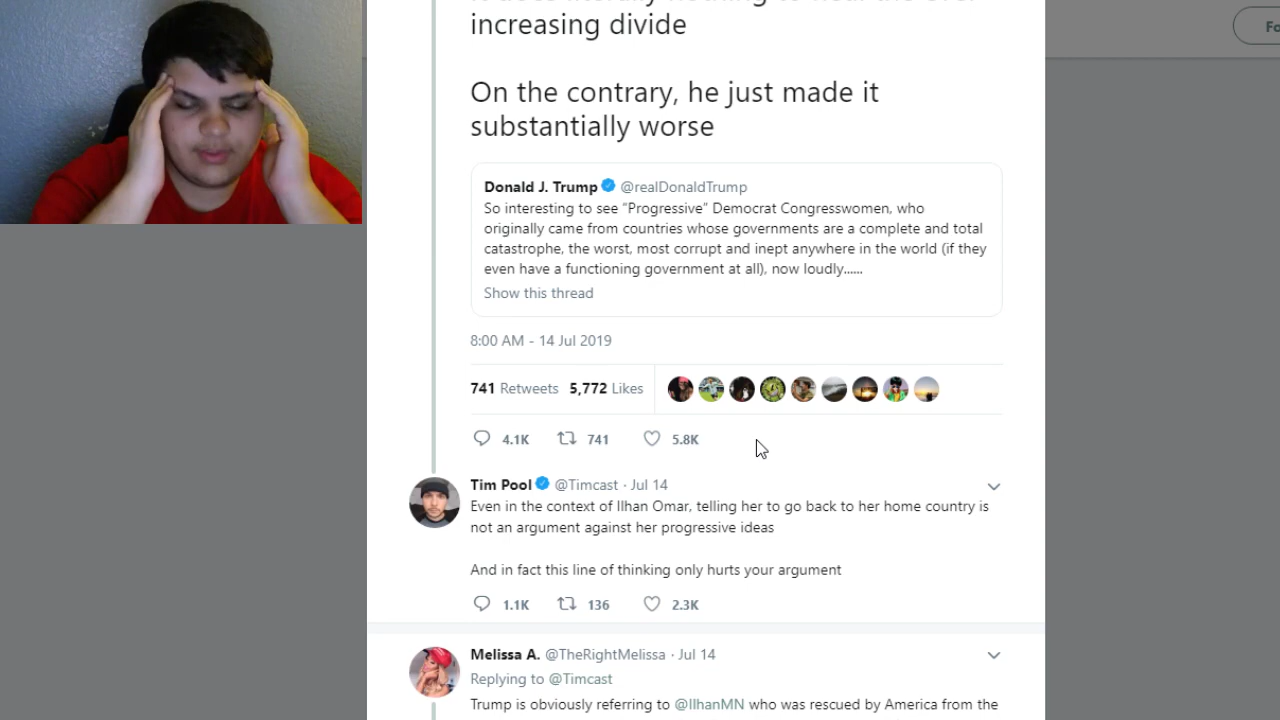 increasing divide
On the contrary, he just made it
substantially worse
Donald J. Trump @realDonaldTrump
So interesting to see “Progressive” Democrat Congresswomen, who
originally came from countries whose governments are a complete and total
catastrophe, the worst, most corrupt and inept anywhere in the world (if they
even have a functioning government at all), now loudly......
Show this thread
8:00 AM - 14 Jul 2019
741 Retweets 5,772 Likes
4.1K 741 5.8K
Tim Pool @Timcast · Jul 14
Even in the context of Ilhan Omar, telling her to go back to her home country is
not an argument against her progressive ideas
And in fact this line of thinking only hurts your argument
1.1K 136 2.3K
Melissa A. @TheRightMelissa · Jul 14
Replying to @Timcast
Trump is obviously referring to @IlhanMN who was rescued by America from the